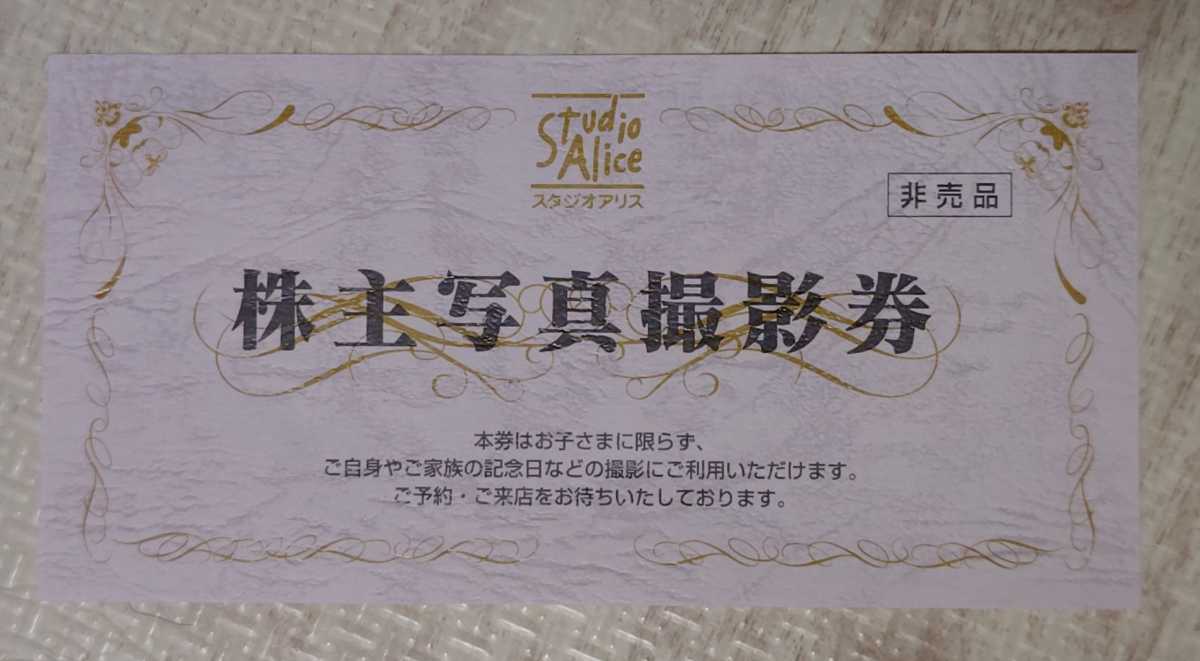 Studio
Alice
スタジオアリス
非売品
株主写真撮影券
本券はお子さまに限らず、
ご自身やご家族の記念日などの撮影にご利用いただけます。
ご予約・ご来店をお待ちいたしております。